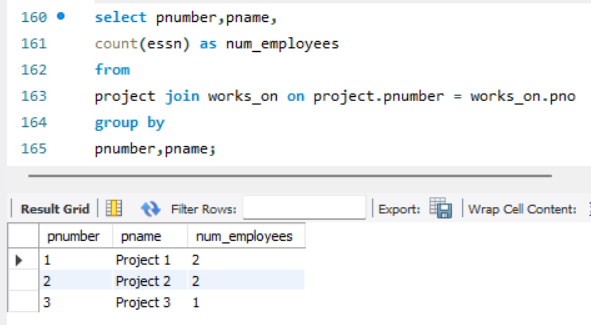 160 select pnumber,pname,
161 count(essn) as num_employees
162 from
163 project join works_on on project.pnumber = works_on.pno
164 group by
165 pnumber,pname;
Result Grid Filter Rows: Export: Wrap Cell Content:
pnumber pname num_employees
1 Project 1 2
2 Project 2 2
3 Project 3 1